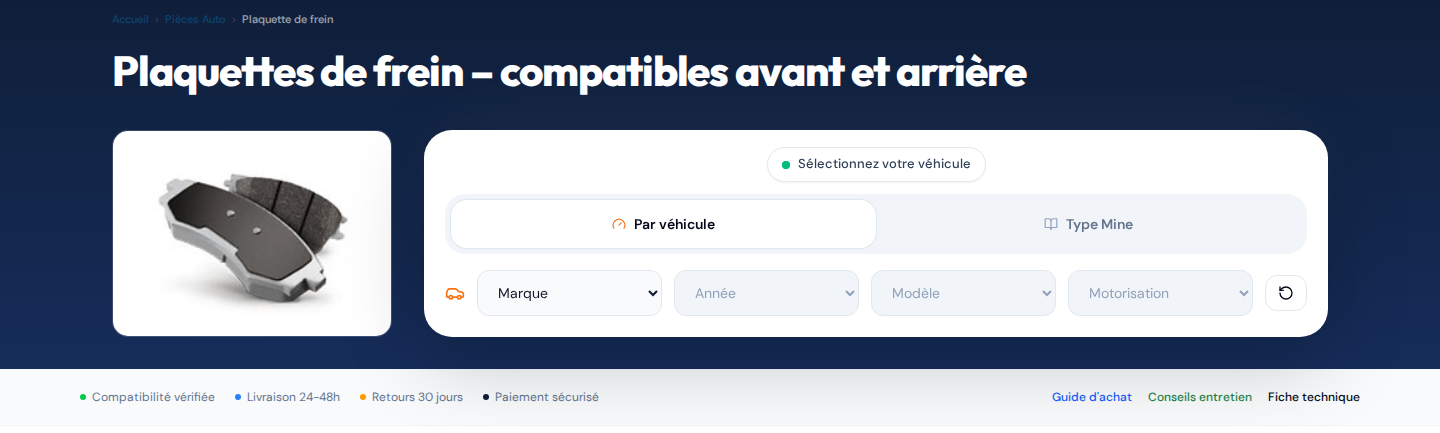 Accueil › Pièces Auto › Plaquette de frein
Plaquettes de frein – compatibles avant et arrière
Sélectionnez votre véhicule
Par véhicule
Type Mine
Marque
Année
Modèle
Motorisation
Compatibilité vérifiée
Livraison 24-48h
Retours 30 jours
Paiement sécurisé
Guide d'achat
Conseils entretien
Fiche technique